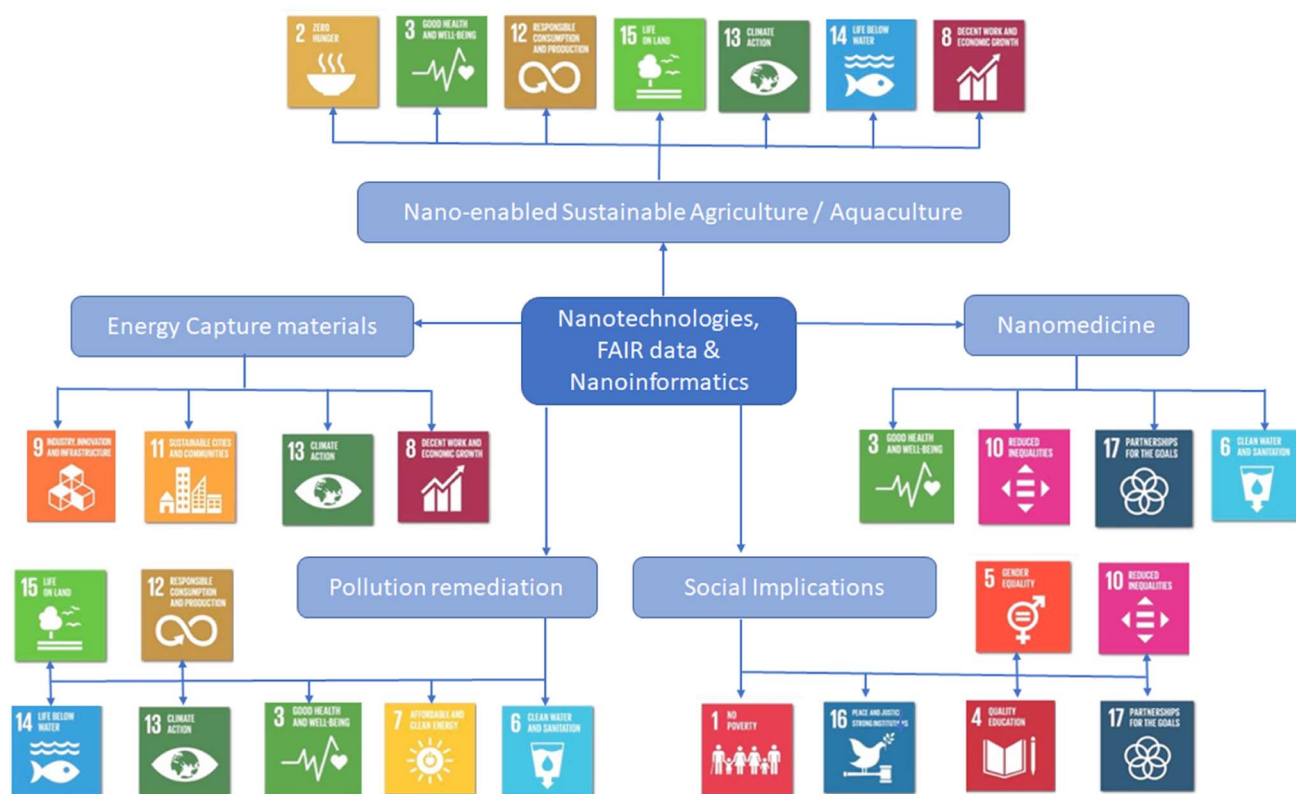 2 ZERO
HUNGER
3 GOOD HEALTH
AND WELL-BEING
12 RESPONSIBLE
CONSUMPTION
AND PRODUCTION
15 LIFE
ON LAND
13 CLIMATE
ACTION
14 LIFE BELOW
WATER
8 DECENT WORK AND
ECONOMIC GROWTH
Nano-enabled Sustainable Agriculture / Aquaculture
Energy Capture materials
Nanotechnologies,
FAIR data &
Nanoinformatics
Nanomedicine
9 INDUSTRY, INNOVATION
AND INFRASTRUCTURE
11 SUSTAINABLE CITIES
AND COMMUNITIES
13 CLIMATE
ACTION
8 DECENT WORK AND
ECONOMIC GROWTH
3 GOOD HEALTH
AND WELL-BEING
10 REDUCED
INEQUALITIES
17 PARTNERSHIPS
FOR THE GOALS
6 CLEAN WATER
AND SANITATION
Pollution remediation
Social Implications
15 LIFE
ON LAND
12 RESPONSIBLE
CONSUMPTION
AND PRODUCTION
5 GENDER
EQUALITY
10 REDUCED
INEQUALITIES
14 LIFE BELOW
WATER
13 CLIMATE
ACTION
3 GOOD HEALTH
AND WELL-BEING
7 AFFORDABLE AND
CLEAN ENERGY
6 CLEAN WATER
AND SANITATION
1 NO
POVERTY
16 PEACE AND JUSTICE
STRONG INSTITUTIONS
4 QUALITY
EDUCATION
17 PARTNERSHIPS
FOR THE GOALS